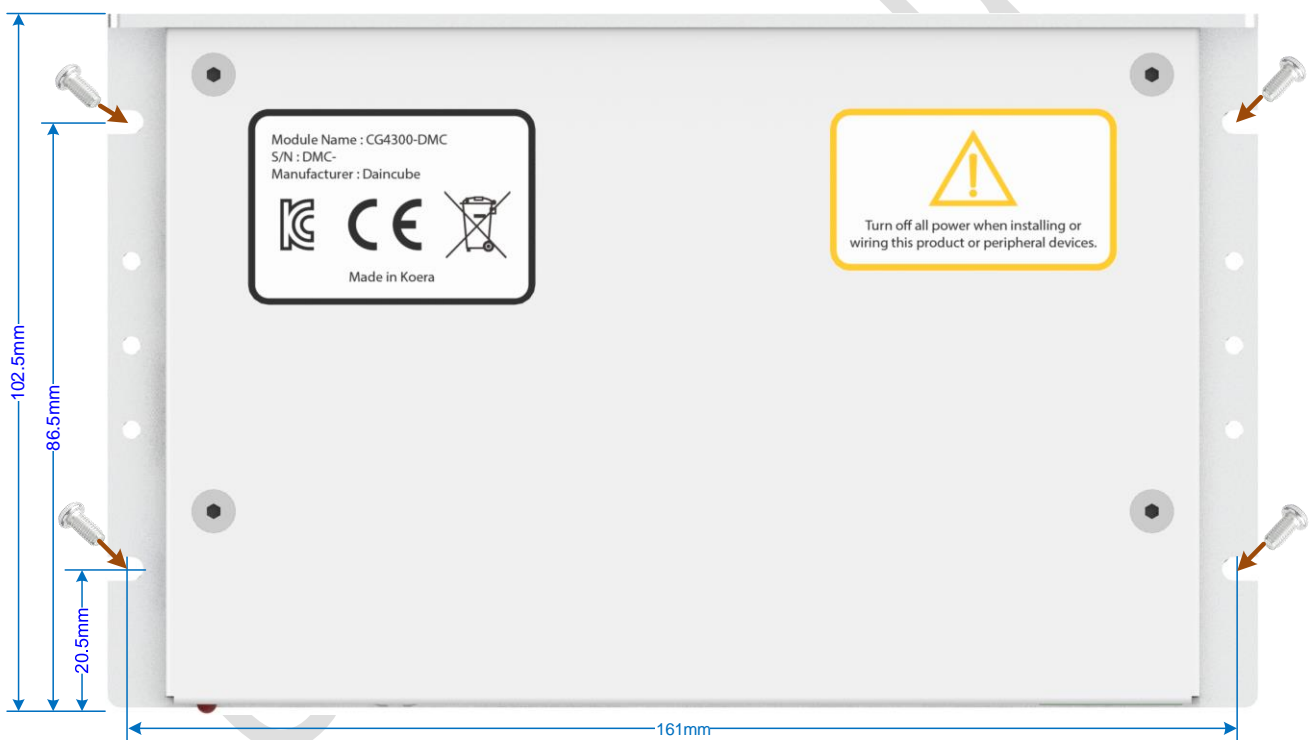 Module Name : CG4300-DMC
S/N : DMC-
Manufacturer : Daincube
CE
Made in Koera
Turn off all power when installing or
wiring this product or peripheral devices.
102.5mm
86.5mm
20.5mm
161mm